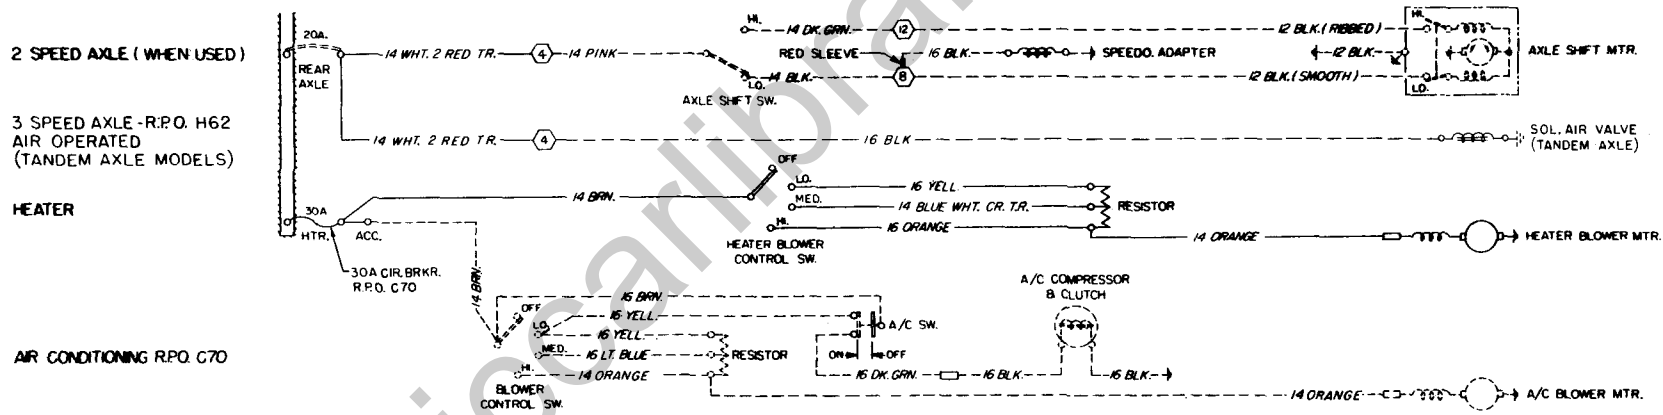 2 SPEED AXLE (WHEN USED)
20A.
REAR
AXLE
14 WHT. 2 RED TR.
4
14 PINK
HI.
14 DK. GRN.
12
12 BLK. (RIBBED)
RED SLEEVE
16 BLK.
SPEEDO. ADAPTER
12 BLK.
14 BLK.
8
12 BLK. (SMOOTH)
LO.
AXLE SHIFT SW.
HI.
LO.
AXLE SHIFT MTR.
3 SPEED AXLE-R.P.O. H62
AIR OPERATED
(TANDEM AXLE MODELS)
14 WHT. 2 RED TR.
4
16 BLK
SOL. AIR VALVE
(TANDEM AXLE)
HEATER
30A
HTR.
ACC.
14 BRN.
OFF
LO.
MED.
HI.
16 YELL
14 BLUE WHT. CR. T.R.
16 ORANGE
RESISTOR
HEATER BLOWER
CONTROL SW.
14 ORANGE
HEATER BLOWER MTR.
30A CIR. BRKR.
R.P.O. C70
14 BRN.
AIR CONDITIONING R.P.O. C70
OFF
LO.
MED.
HI.
BLOWER
CONTROL SW.
16 BRN.
16 YELL.
16 YELL.
16 LT. BLUE
14 ORANGE
RESISTOR
A/C SW.
ON
OFF
A/C COMPRESSOR
& CLUTCH
16 DK. GRN.
16 BLK.
16 BLK.
14 ORANGE
A/C BLOWER MTR.